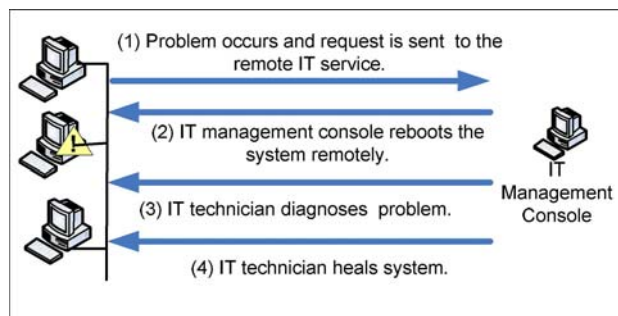 (1) Problem occurs and request is sent to the
remote IT service.
(2) IT management console reboots the
system remotely.
IT
Management
Console
(3) IT technician diagnoses problem.
(4) IT technician heals system.